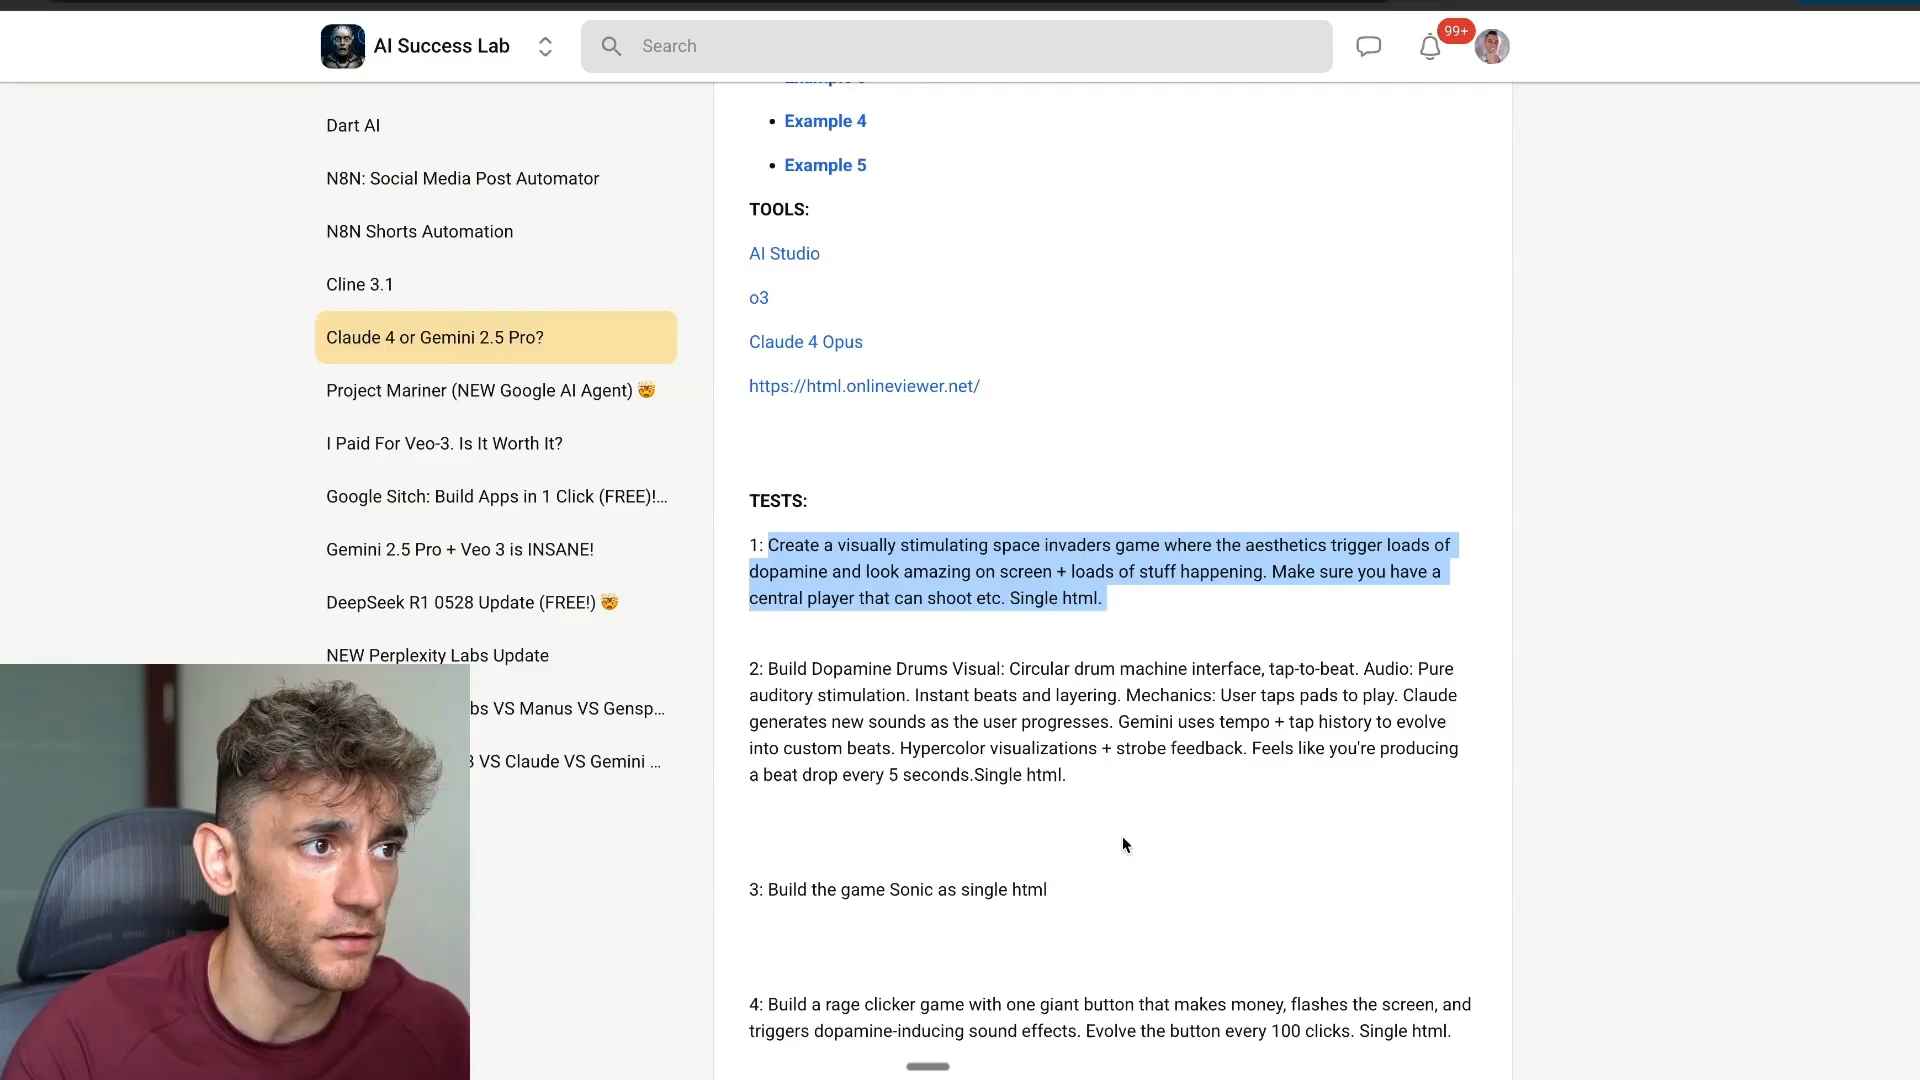 AI Success Lab
Search
99+
Dart AI
N8N: Social Media Post Automator
N8N Shorts Automation
Cline 3.1
Claude 4 or Gemini 2.5 Pro?
Project Mariner (NEW Google AI Agent) 🤯
I Paid For Veo-3. Is It Worth It?
Google Sitch: Build Apps in 1 Click (FREE)!...
Gemini 2.5 Pro + Veo 3 is INSANE!
DeepSeek R1 0528 Update (FREE!) 🤯
NEW Perplexity Labs Update
bs VS Manus VS Gensp...
VS Claude VS Gemini ...
• Example 4
• Example 5
TOOLS:
AI Studio
o3
Claude 4 Opus
https://html.onlineviewer.net/
TESTS:
1: Create a visually stimulating space invaders game where the aesthetics trigger loads of
dopamine and look amazing on screen + loads of stuff happening. Make sure you have a
central player that can shoot etc. Single html.
2: Build Dopamine Drums Visual: Circular drum machine interface, tap-to-beat. Audio: Pure
auditory stimulation. Instant beats and layering. Mechanics: User taps pads to play. Claude
generates new sounds as the user progresses. Gemini uses tempo + tap history to evolve
into custom beats. Hypercolor visualizations + strobe feedback. Feels like you're producing
a beat drop every 5 seconds.Single html.
3: Build the game Sonic as single html
4: Build a rage clicker game with one giant button that makes money, flashes the screen, and
triggers dopamine-inducing sound effects. Evolve the button every 100 clicks. Single html.